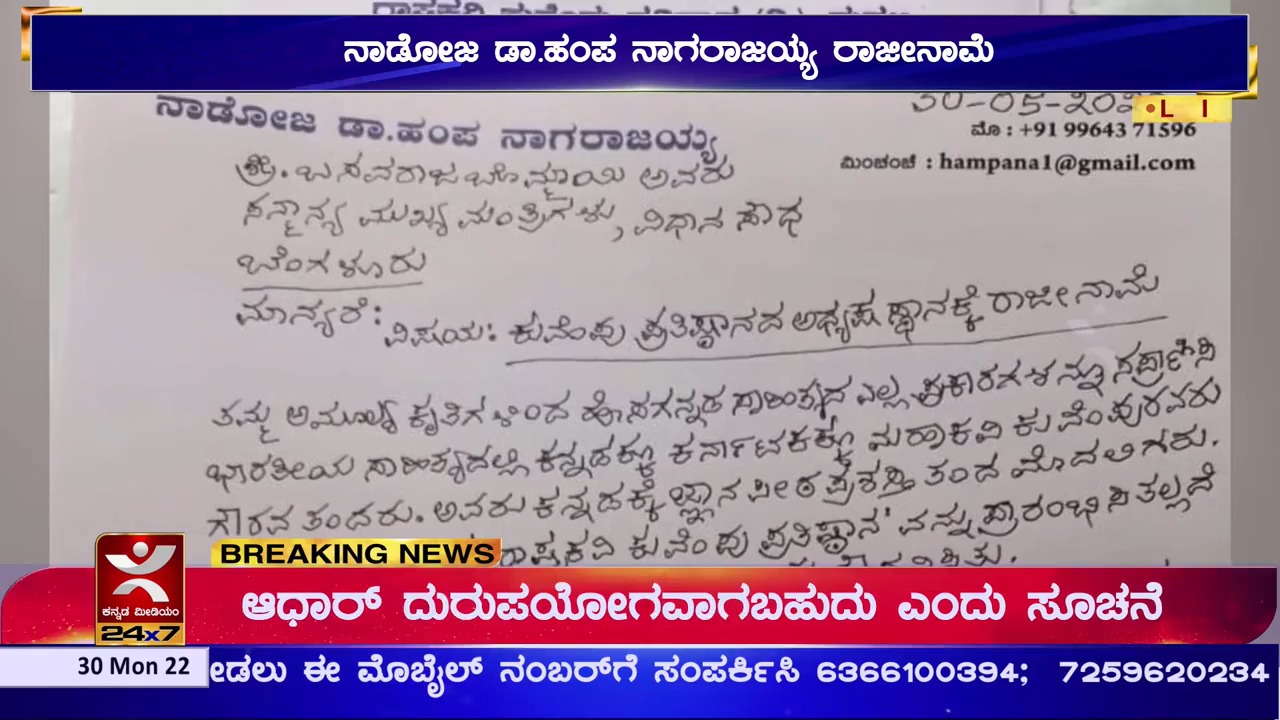 ನಾಡೋಜ ಡಾ.ಹಂಪ ನಾಗರಾಜಯ್ಯ ರಾಜೀನಾಮೆ
ನಾಡೋಜ ಡಾ.ಹಂಪ ನಾಗರಾಜಯ್ಯ
L I
ಮೊ : +91 99643 71596
ಮಿಂಚಂಚೆ : hampana1@gmail.com
ಶ್ರೀ. ಬಸವರಾಜ ಬೊಮ್ಮಾಯಿ ಅವರು
ಸನ್ಮಾನ್ಯ ಮುಖ್ಯ ಮಂತ್ರಿಗಳು, ವಿಧಾನ ಸೌಧ
ಬೆಂಗಳೂರು
ಮಾನ್ಯರೆ:
ವಿಷಯ: ಕುವೆಂಪು ಪ್ರತಿಷ್ಠಾನದ ಅಧ್ಯಕ್ಷ ಸ್ಥಾನಕ್ಕೆ ರಾಜೀನಾಮೆ
ತಮ್ಮ ಅಮೂಲ್ಯ ಕೃತಿಗಳಿಂದ ಹೊಸಗನ್ನಡ ಸಾಹಿತ್ಯದ ಎಲ್ಲ ಪ್ರಕಾರಗಳನ್ನೂ
ಭಾರತೀಯ ಸಾಹಿತ್ಯದಲ್ಲಿ ಕನ್ನಡಕ್ಕೂ ಕರ್ನಾಟಕಕ್ಕೂ ಮಹಾಕವಿ ಕುವೆಂಪುರವರು
ಗೌರವ ತಂದರು. ಅವರು ಕನ್ನಡಕ್ಕೆ ಜ್ಞಾನ ಪೀಠ ಪ್ರಶಸ್ತಿ ತಂದ ಮೊದಲಿಗರು.
ಕುವೆಂಪು ಪ್ರತಿಷ್ಠಾನ'ವನ್ನು
BREAKING NEWS
ಆಧಾರ್ ದುರುಪಯೋಗವಾಗಬಹುದು ಎಂದು ಸೂಚನೆ
ಕನ್ನಡ ಮೀಡಿಯಂ
24x7
30 Mon 22
ಈ ಮೊಬೈಲ್ ನಂಬರ್‌ಗೆ ಸಂಪರ್ಕಿಸಿ 6366100394; 7259620234